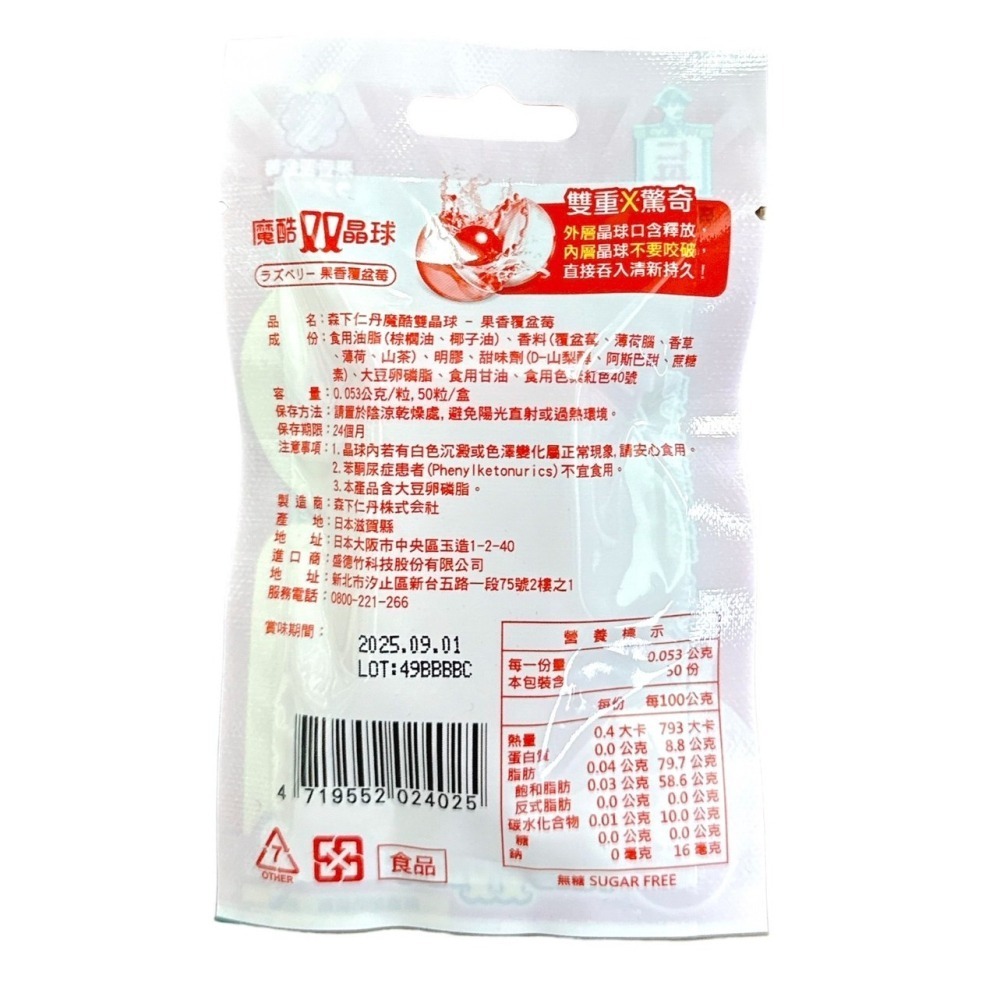 雙重X驚奇
外層晶球口含釋放，
內層晶球不要咬破，
直接吞入清新持久！
魔酷双晶球
ラズベリー 果香覆盆莓
品　　名：森下仁丹魔酷雙晶球 - 果香覆盆莓
成　　份：食用油脂(棕櫚油、椰子油)、香料(覆盆莓、薄荷腦、香草
、薄荷、山茶)、明膠、甜味劑(D-山梨醇、阿斯巴甜、蔗糖
素)、大豆卵磷脂、食用甘油、食用色素紅色40號
容　　量：0.053公克/粒,50粒/盒
保存方法：請置於陰涼乾燥處,避免陽光直射或過熱環境。
保存期限：24個月
注意事項：1.晶球內若有白色沉澱或色澤變化屬正常現象,請安心食用。
2.苯酮尿症患者(Phenylketonurics)不宜食用。
3.本產品含大豆卵磷脂。
製 造 商：森下仁丹株式会社
產　　地：日本滋賀縣
地　　址：日本大阪市中央區玉造1-2-40
進 口 商：盛德竹科技股份有限公司
地　　址：新北市汐止區新台五路一段75號2樓之1
服務電話：0800-221-266
賞味期間：
2025.09.01
LOT:49BBBBC
營 養 標 示
每一份量 0.053 公克
本包裝含 50 份
每份 每100公克
熱量 0.4 大卡 793 大卡
蛋白質 0.0 公克 8.8 公克
脂肪 0.04 公克 79.7 公克
飽和脂肪 0.03 公克 58.6 公克
反式脂肪 0.0 公克 0.0 公克
碳水化合物 0.01 公克 10.0 公克
糖 0.0 公克 0.0 公克
鈉 0 毫克 16 毫克
無糖 SUGAR FREE
4 719552 024025
7
OTHER
食品